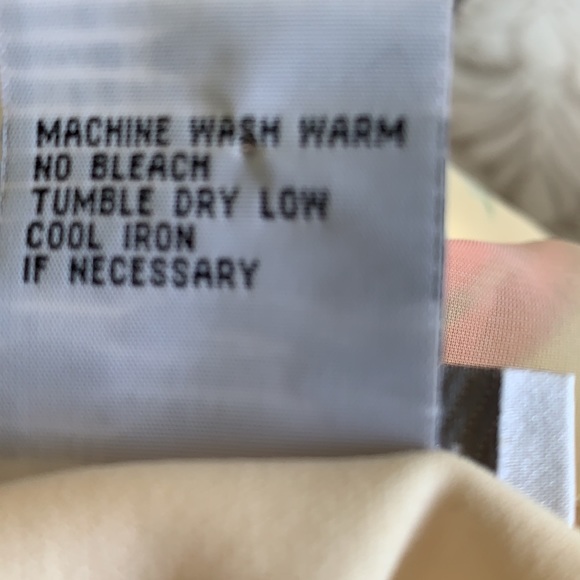 MACHINE WASH WARM
NO BLEACH
TUMBLE DRY LOW
COOL IRON
IF NECESSARY